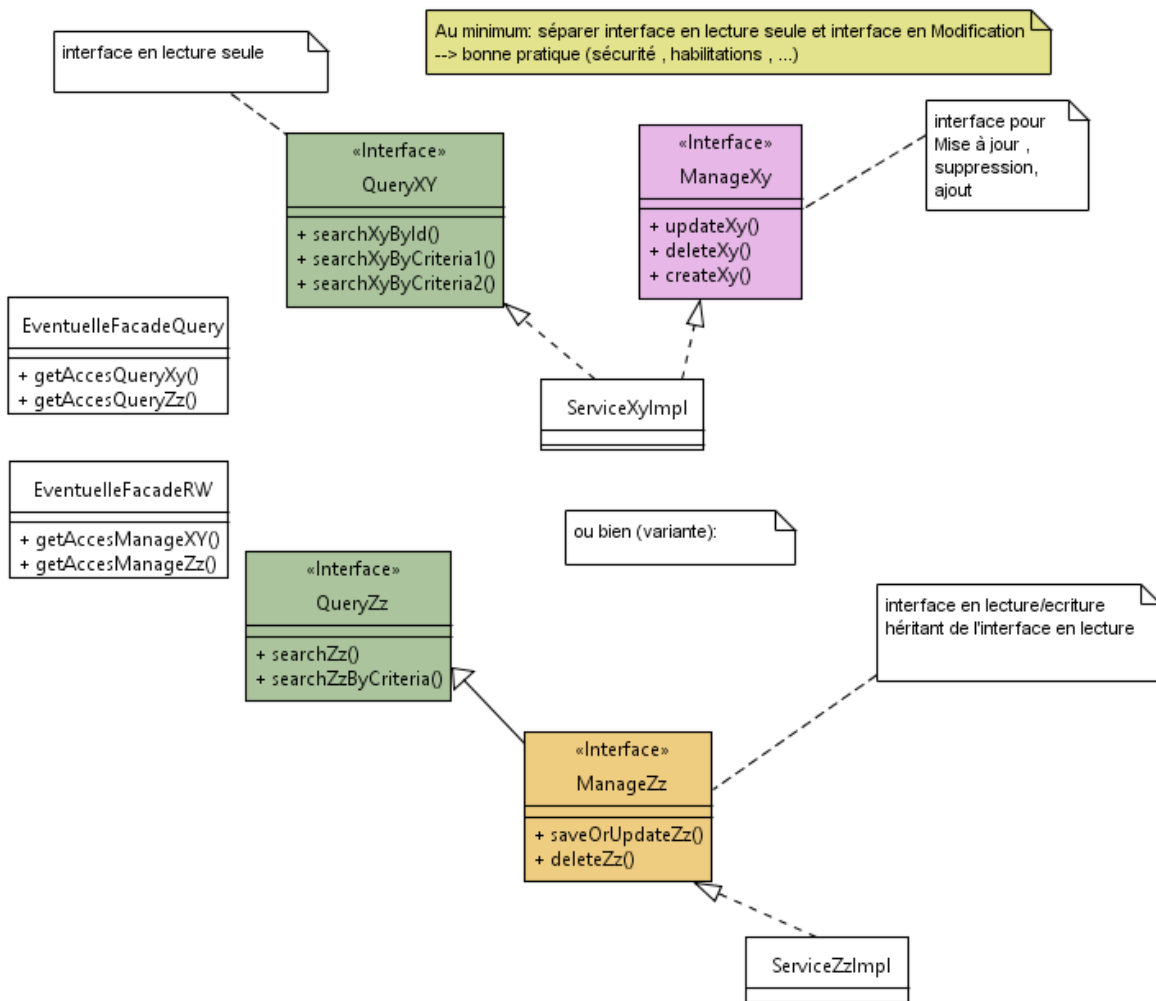 Au minimum: séparer interface en lecture seule et interface en Modification
--> bonne pratique (sécurité , habilitations , ...)
interface en lecture seule
«Interface»
QueryXY
+ searchXyById()
+ searchXyByCriteria1()
+ searchXyByCriteria2()
«Interface»
ManageXy
+ updateXy()
+ deleteXy()
+ createXy()
interface pour
Mise à jour ,
suppression,
ajout
EventuelleFacadeQuery
+ getAccesQueryXy()
+ getAccesQueryZz()
ServiceXyImpl
EventuelleFacadeRW
+ getAccesManageXY()
+ getAccesManageZz()
ou bien (variante):
«Interface»
QueryZz
+ searchZz()
+ searchZzByCriteria()
interface en lecture/ecriture
héritant de l'interface en lecture
«Interface»
ManageZz
+ saveOrUpdateZz()
+ deleteZz()
ServiceZzImpl